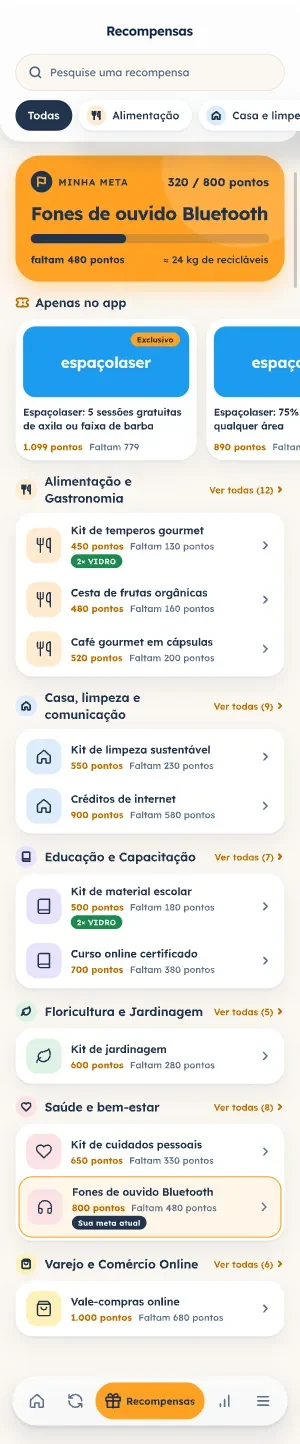 Recompensas
Pesquise uma recompensa
Todas
Alimentação
Casa e limpe
MINHA META
320 / 800 pontos
Fones de ouvido Bluetooth
faltam 480 pontos
≈ 24 kg de recicláveis
Apenas no app
Exclusivo
espaçolaser
Espaçolaser: 5 sessões gratuitas
de axila ou faixa de barba
1.099 pontos Faltam 779
espaço
Espaçolaser: 75%
qualquer área
890 pontos Faltam
Alimentação e
Gastronomia
Ver todas (12)
Kit de temperos gourmet
450 pontos Faltam 130 pontos
2× VIDRO
Cesta de frutas orgânicas
480 pontos Faltam 160 pontos
Café gourmet em cápsulas
520 pontos Faltam 200 pontos
Casa, limpeza e
comunicação
Ver todas (9)
Kit de limpeza sustentável
550 pontos Faltam 230 pontos
Créditos de internet
900 pontos Faltam 580 pontos
Educação e Capacitação
Ver todas (7)
Kit de material escolar
500 pontos Faltam 180 pontos
2× VIDRO
Curso online certificado
700 pontos Faltam 380 pontos
Floricultura e Jardinagem
Ver todas (5)
Kit de jardinagem
600 pontos Faltam 280 pontos
Saúde e bem-estar
Ver todas (8)
Kit de cuidados pessoais
650 pontos Faltam 330 pontos
Fones de ouvido Bluetooth
800 pontos Faltam 480 pontos
Sua meta atual
Varejo e Comércio Online
Ver todas (6)
Vale-compras online
1.000 pontos Faltam 680 pontos
Recompensas